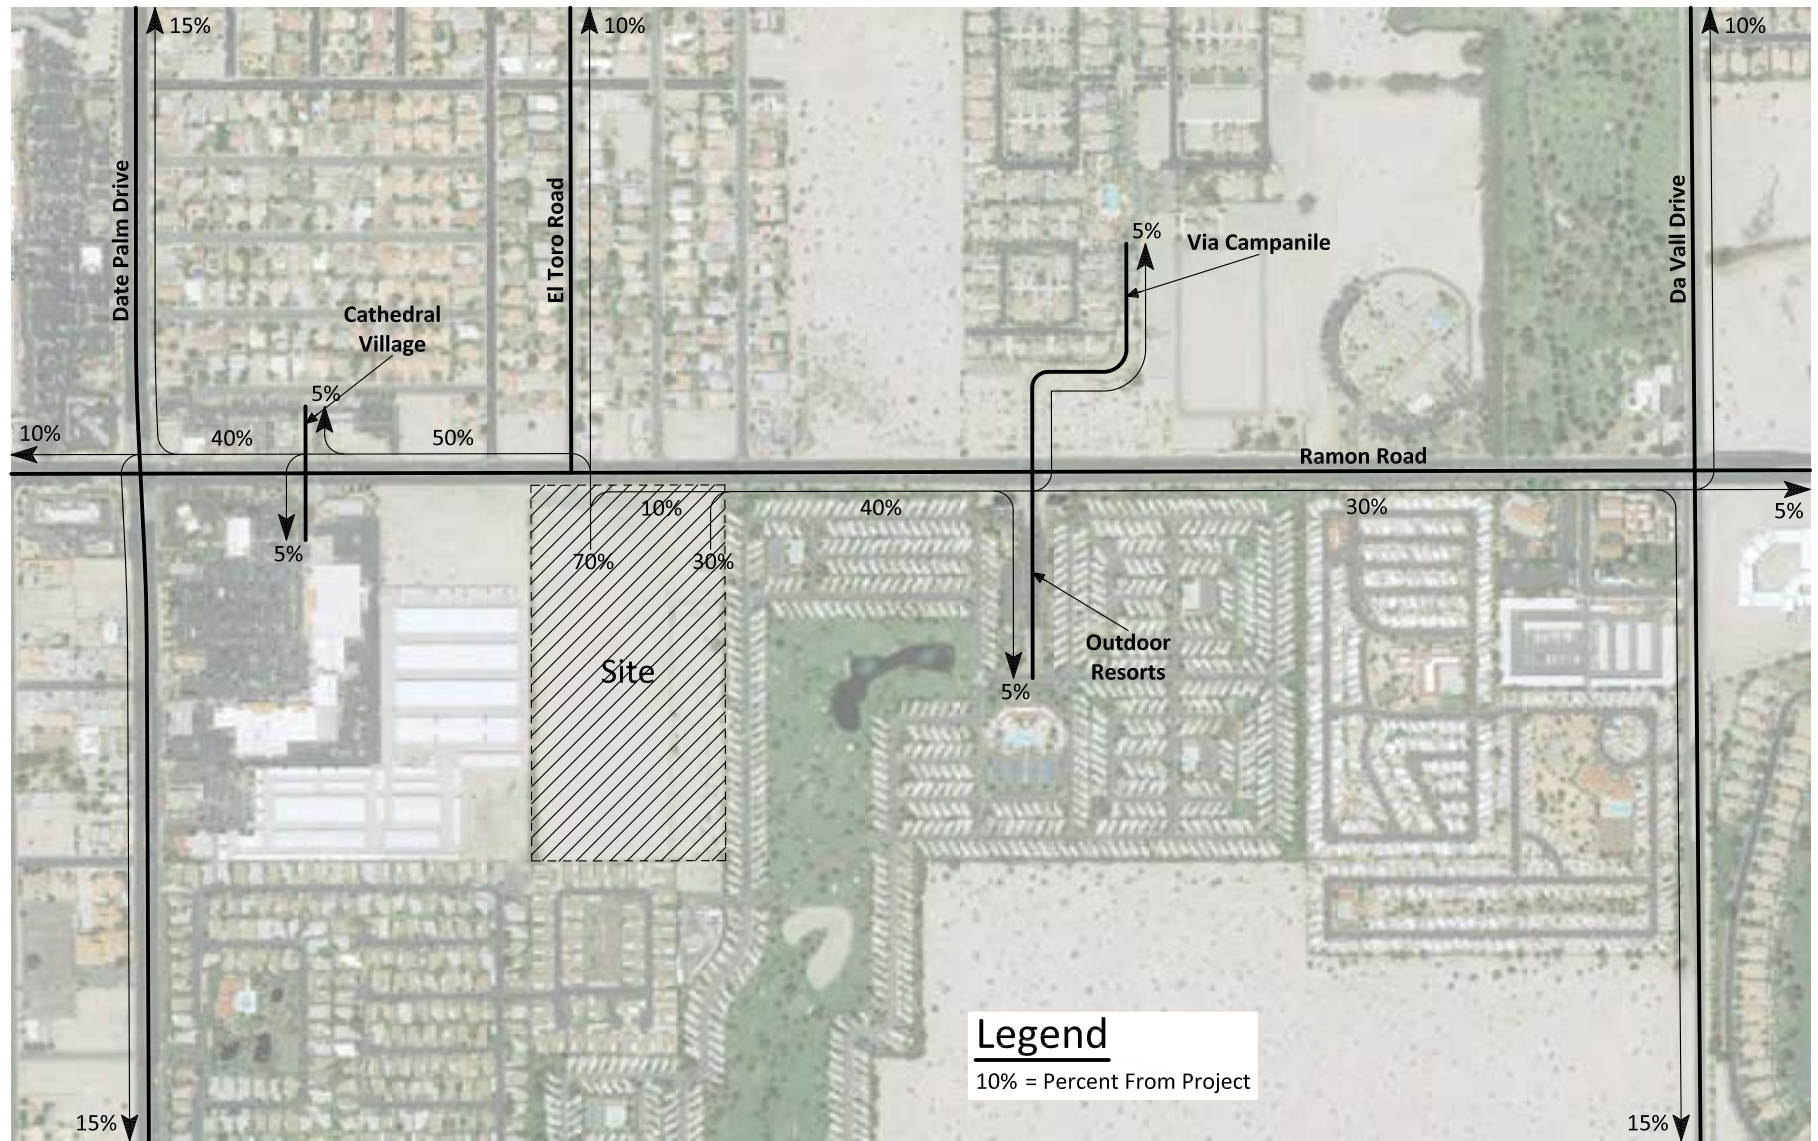 15%
10%
10%
Date Palm Drive
El Toro Road
Da Vall Drive
5%
Via Campanile
Cathedral
Village
5%
10%
40%
50%
Ramon Road
10%
40%
30%
5%
5%
70%
30%
Outdoor
Resorts
Site
5%
Legend
10% = Percent From Project
15%
15%